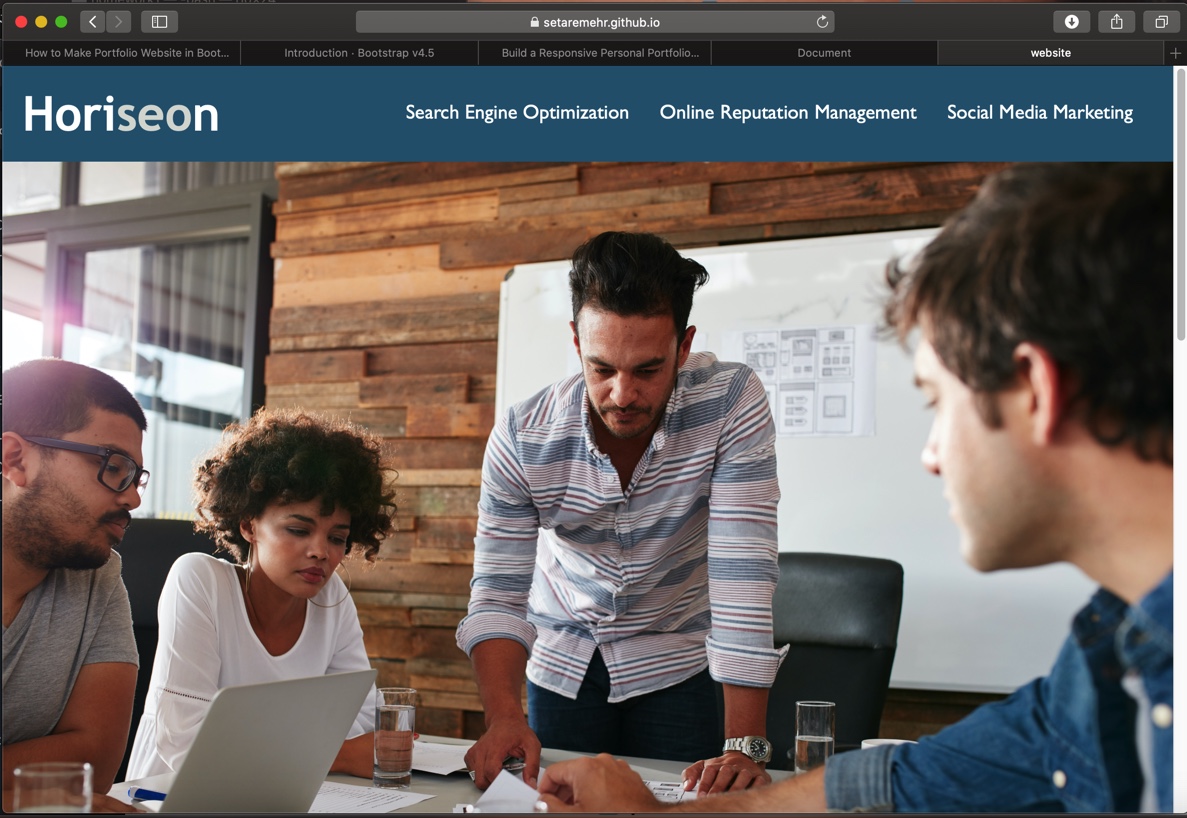 setaremehr.github.io
How to Make Portfolio Website in Boot...
Introduction · Bootstrap v4.5
Build a Responsive Personal Portfolio...
Document
website
Horiseon
Search Engine Optimization
Online Reputation Management
Social Media Marketing